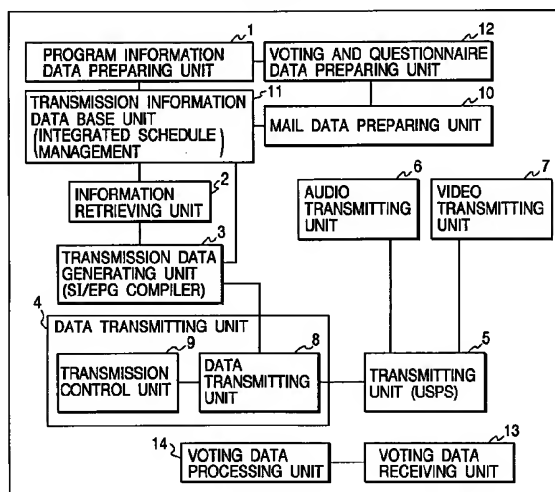 1
PROGRAM INFORMATION
DATA PREPARING UNIT
12
VOTING AND QUESTIONNAIRE
DATA PREPARING UNIT
11
TRANSMISSION INFORMATION
DATA BASE UNIT
(INTEGRATED SCHEDULE)
(MANAGEMENT)
10
MAIL DATA PREPARING UNIT
2
INFORMATION
RETRIEVING UNIT
6
AUDIO
TRANSMITTING
UNIT
7
VIDEO
TRANSMITTING
UNIT
3
TRANSMISSION DATA
GENERATING UNIT
(SI/EPG COMPILER)
4
DATA TRANSMITTING UNIT
9
TRANSMISSION
CONTROL UNIT
8
DATA
TRANSMITTING
UNIT
5
TRANSMITTING
UNIT (USPS)
14
VOTING DATA
PROCESSING UNIT
13
VOTING DATA
RECEIVING UNIT